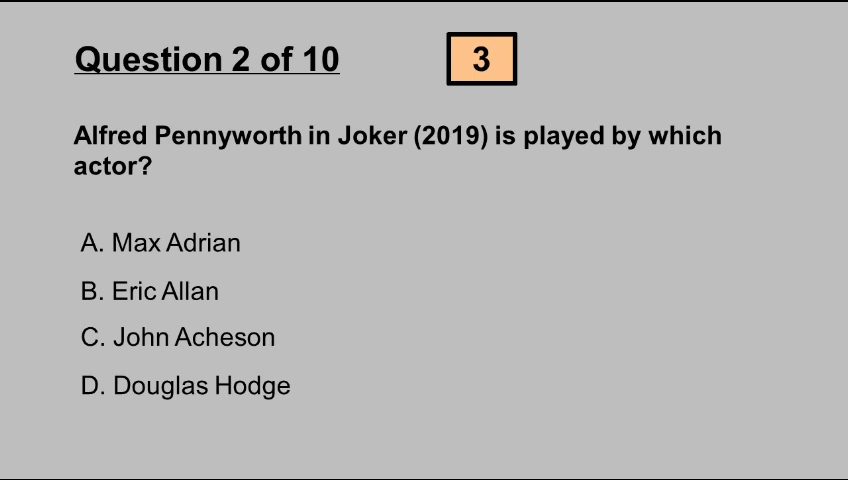 Question 2 of 10
3
Alfred Pennyworth in Joker (2019) is played by which
actor?
A. Max Adrian
B. Eric Allan
C. John Acheson
D. Douglas Hodge